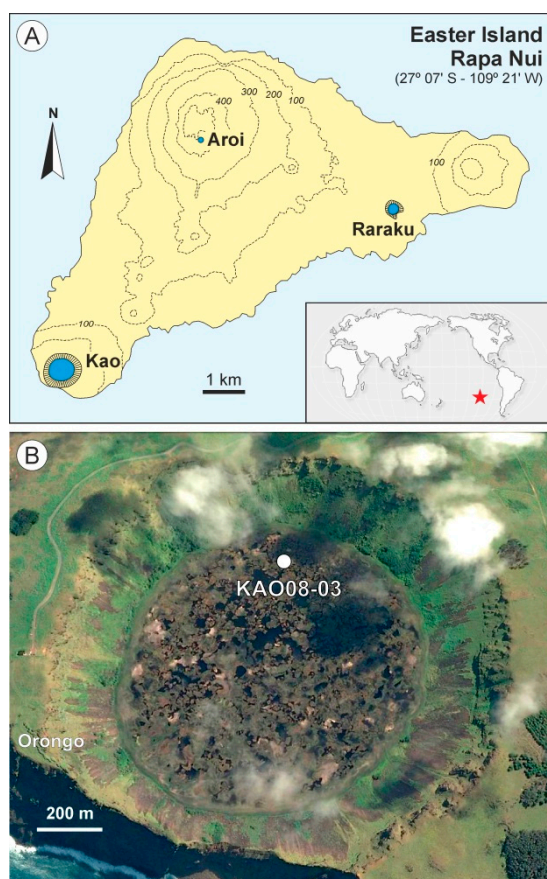 A
Easter Island
Rapa Nui
(27º 07' S - 109º 21' W)
N
300
200
100
400
Aroi
100
Raraku
100
Kao
1 km
B
KAO08-03
Orongo
200 m